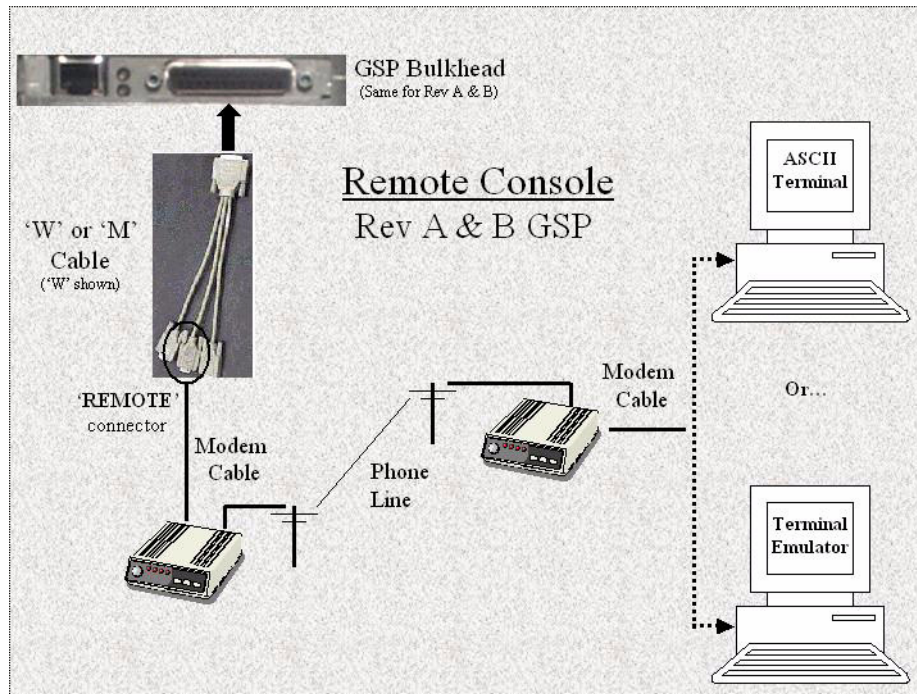 GSP Bulkhead
(Same for Rev A & B)
Remote Console
Rev A & B GSP
ASCII
Terminal
‘W’ or ‘M’
Cable
(‘W’ shown)
‘REMOTE’
connector
Modem
Cable
Phone
Line
Modem
Cable
Or...
Terminal
Emulator